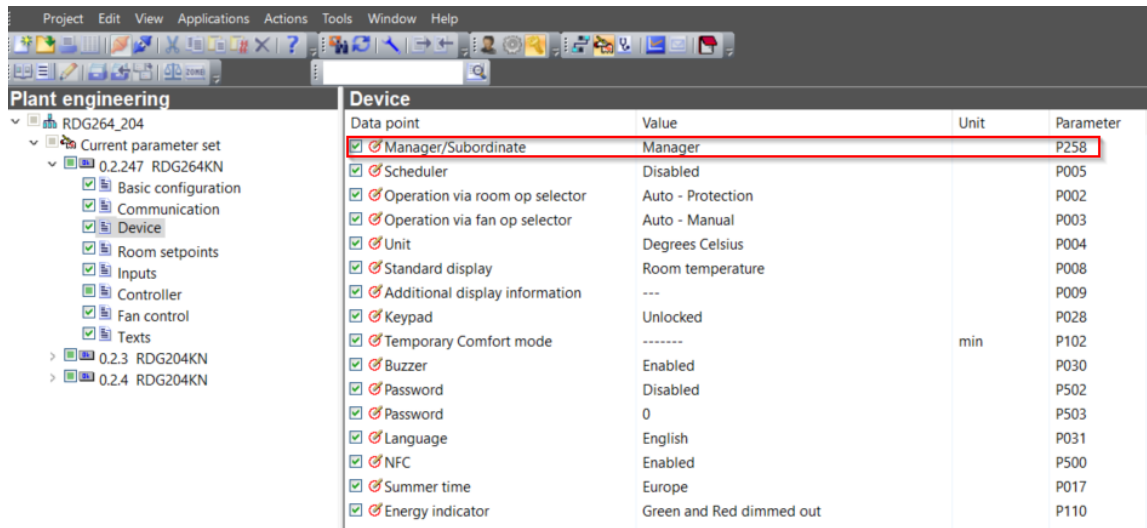 Project Edit View Applications Actions Tools Window Help
Plant engineering
RDG264_204
Current parameter set
0.2.247 RDG264KN
Basic configuration
Communication
Device
Room setpoints
Inputs
Controller
Fan control
Texts
0.2.3 RDG204KN
0.2.4 RDG204KN
Device
Data point Value Unit Parameter
Manager/Subordinate Manager P258
Scheduler Disabled P005
Operation via room op selector Auto - Protection P002
Operation via fan op selector Auto - Manual P003
Unit Degrees Celsius P004
Standard display Room temperature P008
Additional display information --- P009
Keypad Unlocked P028
Temporary Comfort mode ------- min P102
Buzzer Enabled P030
Password Disabled P502
Password 0 P503
Language English P031
NFC Enabled P500
Summer time Europe P017
Energy indicator Green and Red dimmed out P110